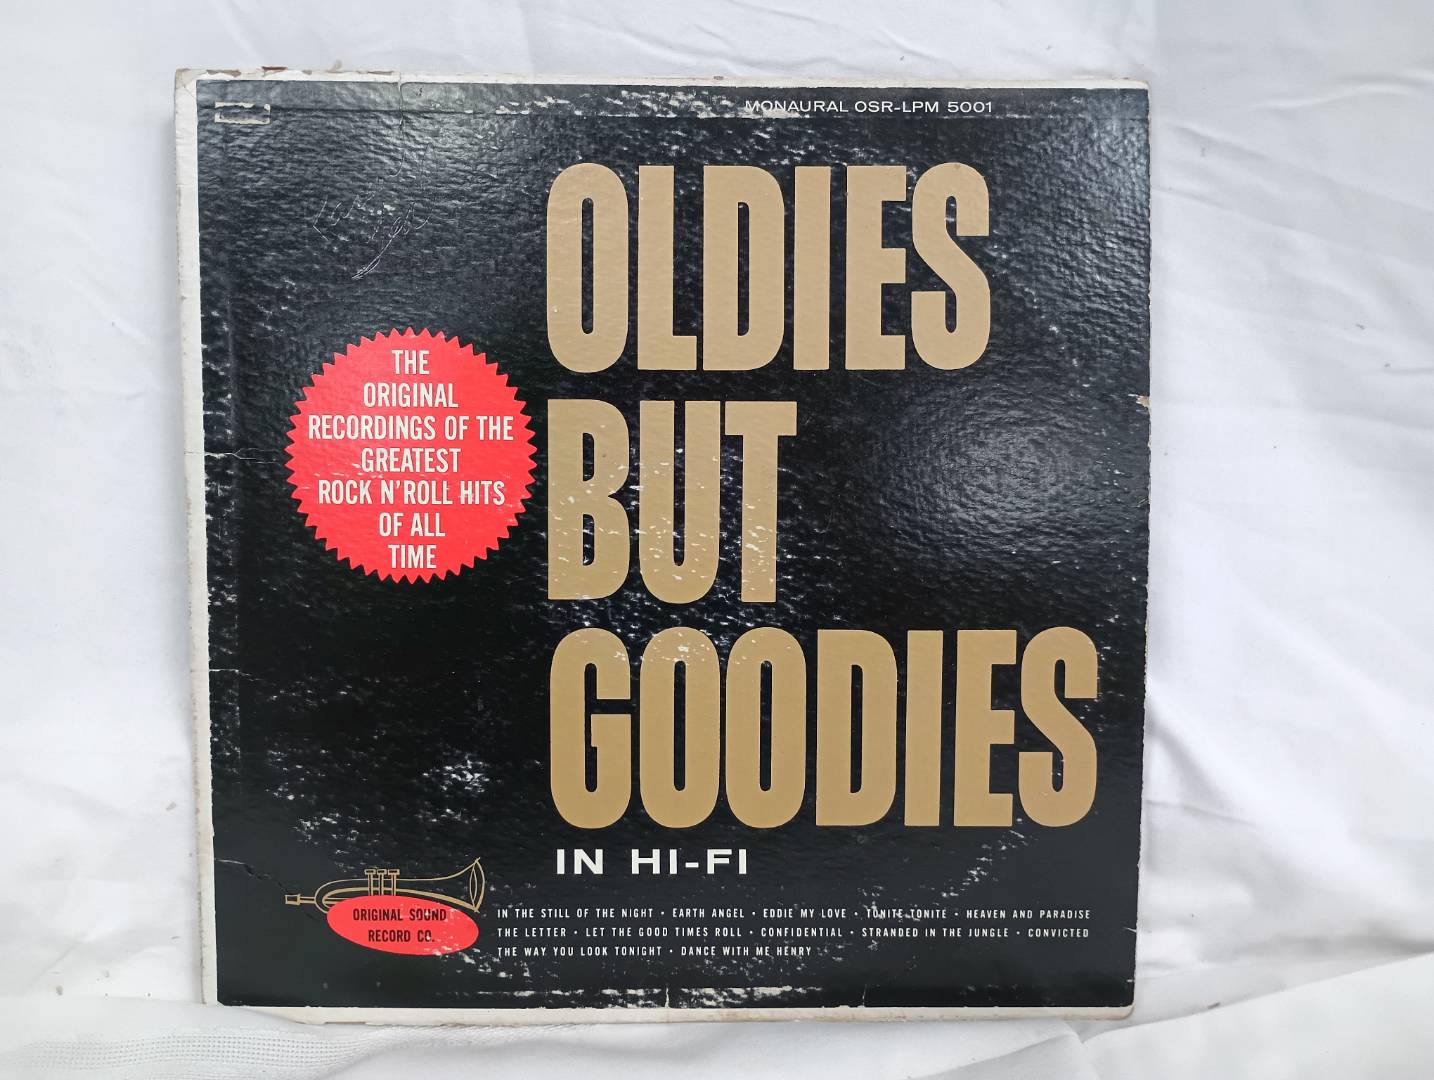 MONAURAL OSR-LPM 5001
OLDIES
BUT
GOODIES
IN HI-FI
THE
ORIGINAL
RECORDINGS OF THE
GREATEST
ROCK N'ROLL HITS
OF ALL
TIME
ORIGINAL SOUND
RECORD CO.
IN THE STILL OF THE NIGHT • EARTH ANGEL • EDDIE MY LOVE • TONITE TONITE • HEAVEN AND PARADISE
THE LETTER • LET THE GOOD TIMES ROLL • CONFIDENTIAL • STRANDED IN THE JUNGLE • CONVICTED
THE WAY YOU LOOK TONIGHT • DANCE WITH ME HENRY